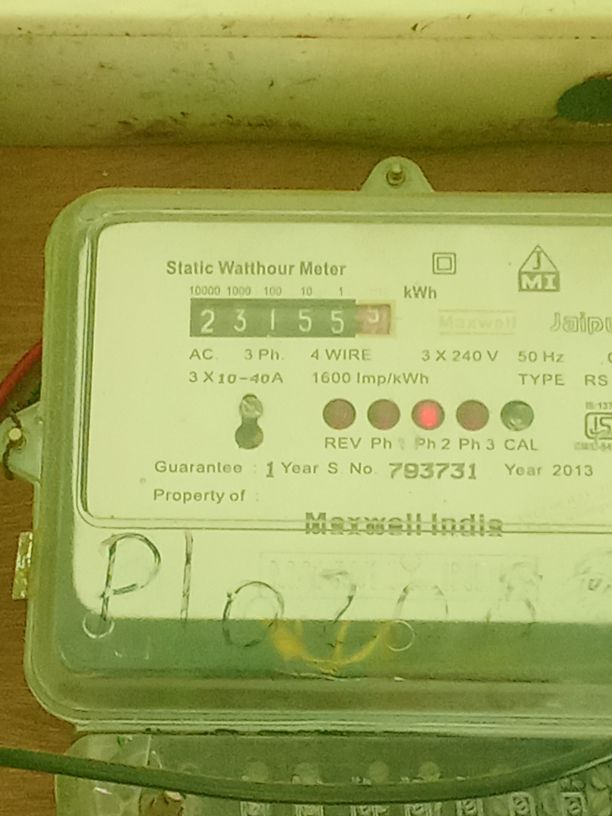 Static Watthour Meter
J
MI
10000 1000 100 10 1
kWh
2 3 1 5 5
Maxwell
AC. 3 Ph. 4 WIRE 3 X 240 V 50 Hz
3 X 10-40A 1600 Imp/kWh TYPE RS
REV Ph 1 Ph 2 Ph 3 CAL
Guarantee : 1 Year S. No. 793731 Year 2013
Property of :
Maxwell India